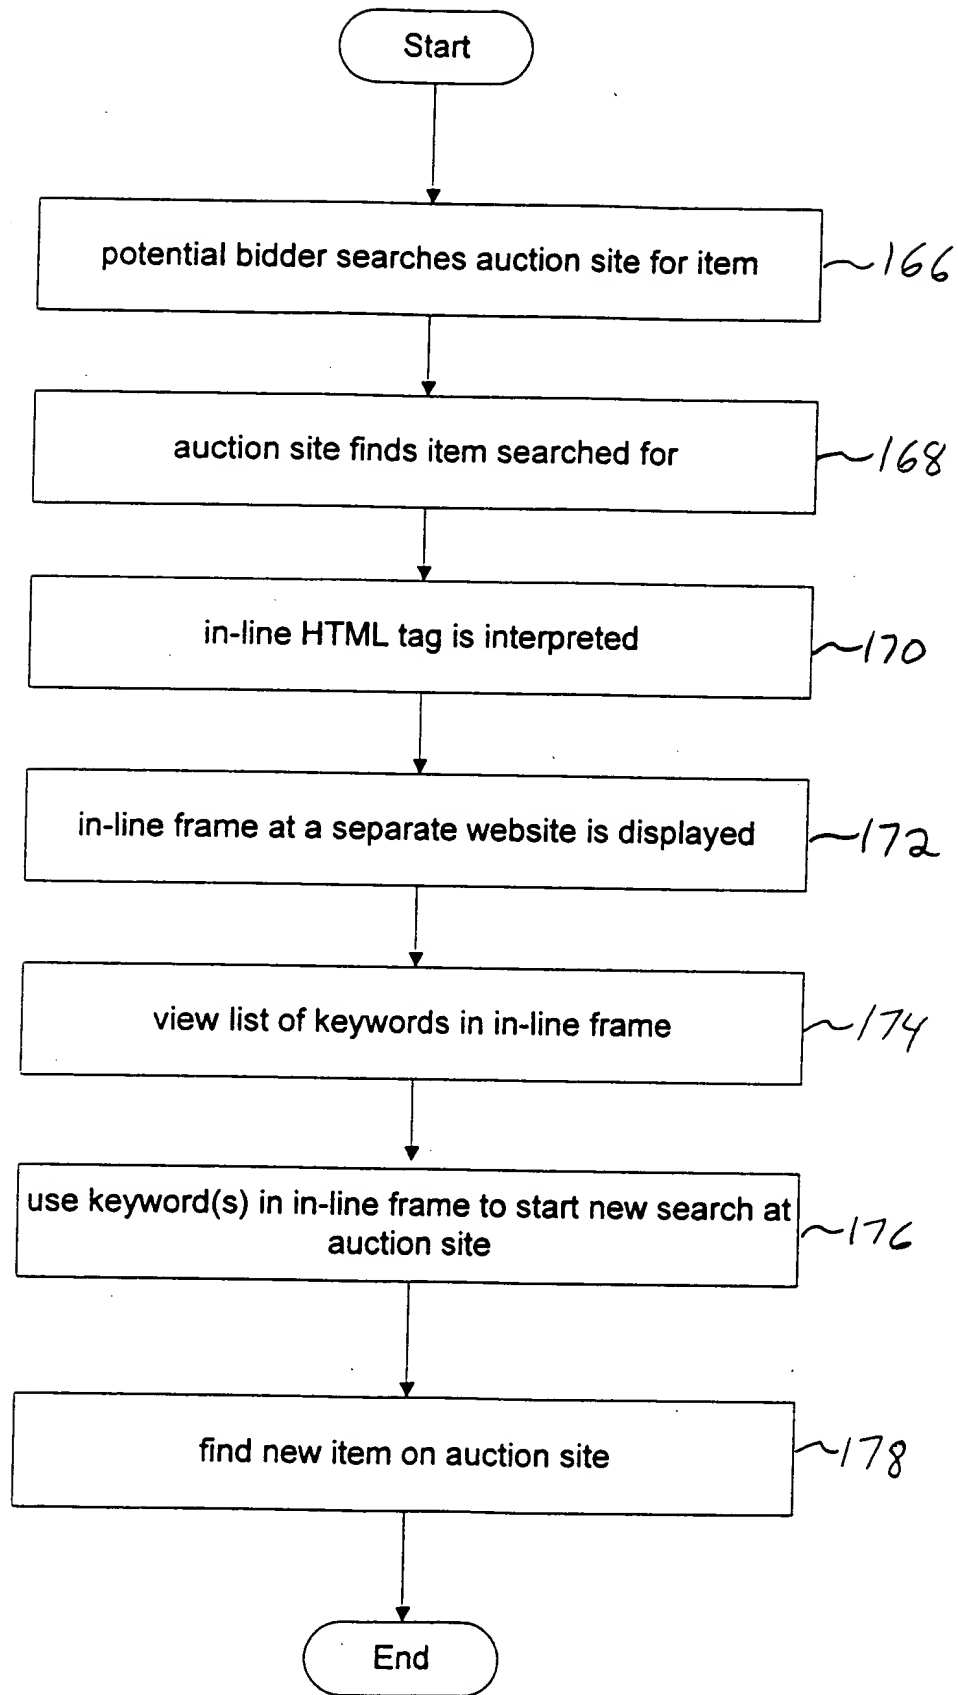 Start
potential bidder searches auction site for item
166
auction site finds item searched for
168
in-line HTML tag is interpreted
170
in-line frame at a separate website is displayed
172
view list of keywords in in-line frame
174
use keyword(s) in in-line frame to start new search at
auction site
176
find new item on auction site
178
End